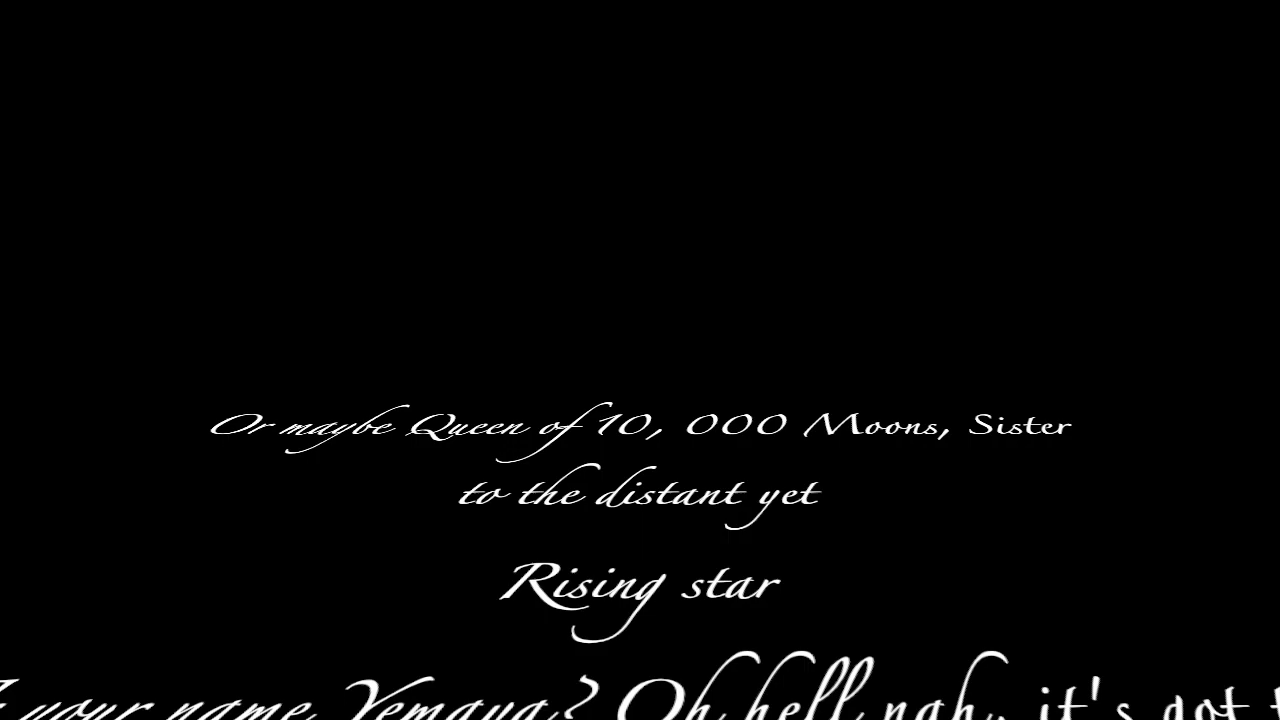 Or maybe Queen of 10, 000 Moons, Sister
to the distant yet
Rising star
your name Yemaya? Oh hell nah, it's got